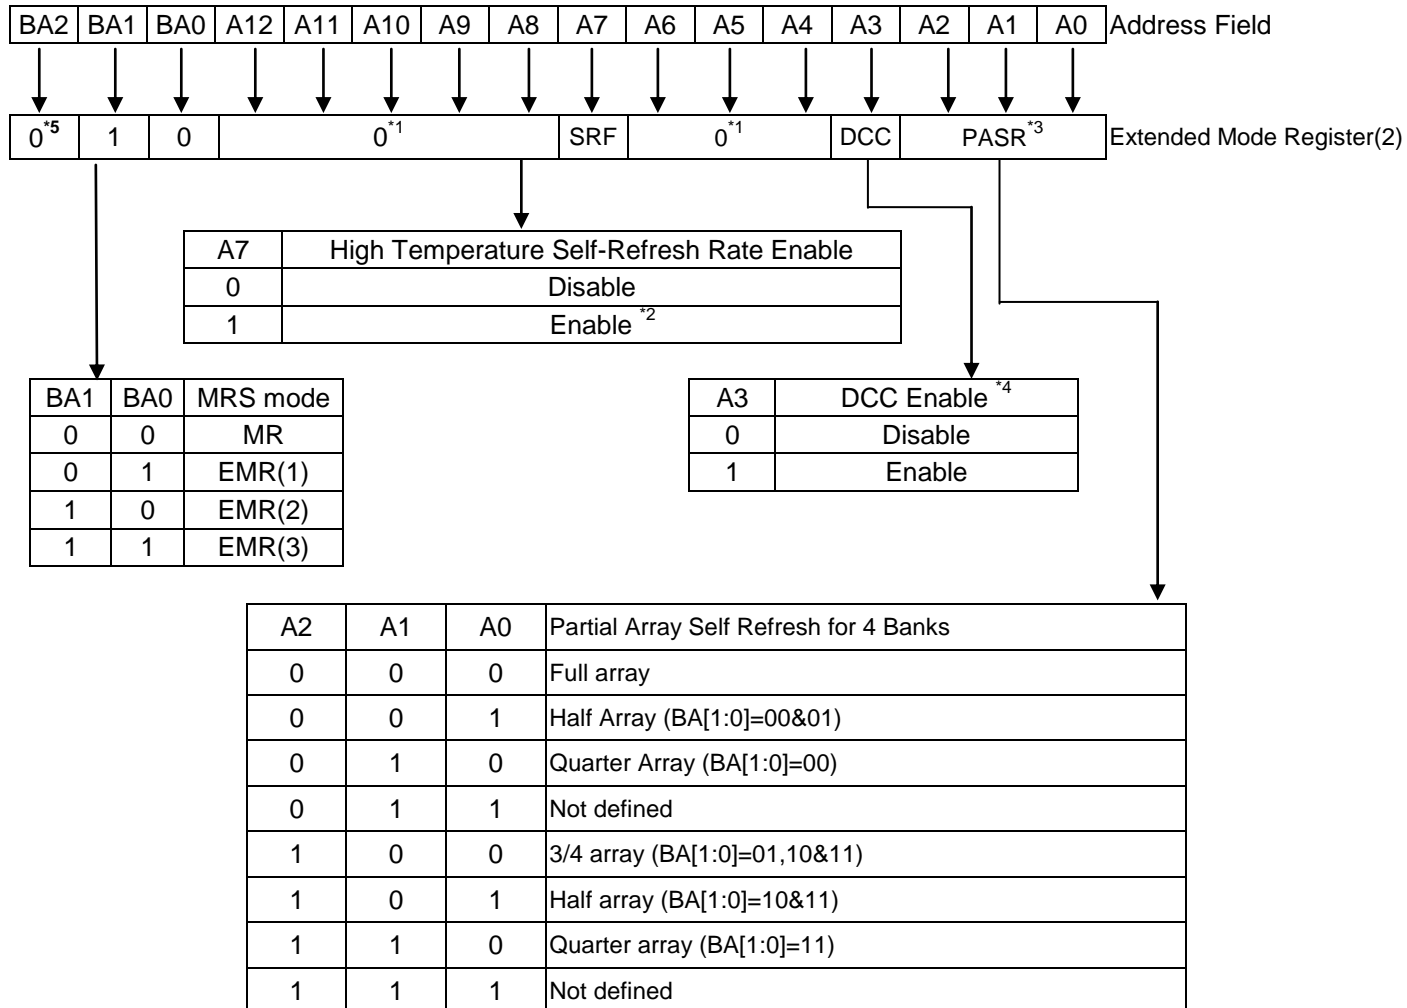 BA2 BA1 BA0 A12 A11 A10 A9 A8 A7 A6 A5 A4 A3 A2 A1 A0 Address Field
0*5 1 0 0*1 SRF 0*1 DCC PASR*3 Extended Mode Register(2)
A7 High Temperature Self-Refresh Rate Enable
0 Disable
1 Enable *2
BA1 BA0 MRS mode
0 0 MR
0 1 EMR(1)
1 0 EMR(2)
1 1 EMR(3)
A3 DCC Enable *4
0 Disable
1 Enable
A2 A1 A0 Partial Array Self Refresh for 4 Banks
0 0 0 Full array
0 0 1 Half Array (BA[1:0]=00&01)
0 1 0 Quarter Array (BA[1:0]=00)
0 1 1 Not defined
1 0 0 3/4 array (BA[1:0]=01,10&11)
1 0 1 Half array (BA[1:0]=10&11)
1 1 0 Quarter array (BA[1:0]=11)
1 1 1 Not defined